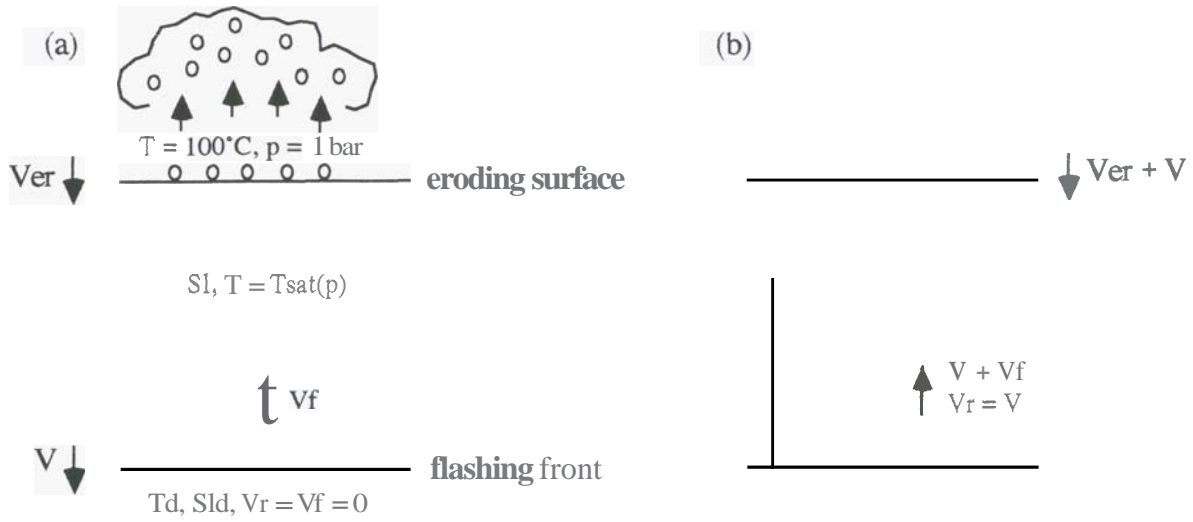 (a)
T = 100°C, p = 1 bar
Ver
eroding surface
Sl, T = Tsat(p)
t Vf
V
flashing front
Td, Sld, Vr = Vf = 0
(b)
Ver + V
V + Vf
Vr = V